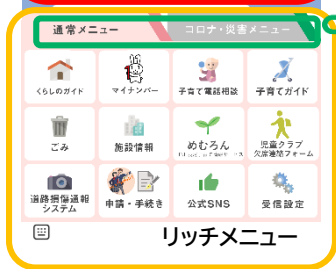 通常メニュー コロナ・災害メニュー
くらしのガイド マイナンバー 子育て電話相談 子育てガイド
ごみ 施設情報 めむろん 児童クラブ
欠席連絡フォーム
道路損傷通報
システム 申請・手続き 公式SNS 受信設定
リッチメニュー